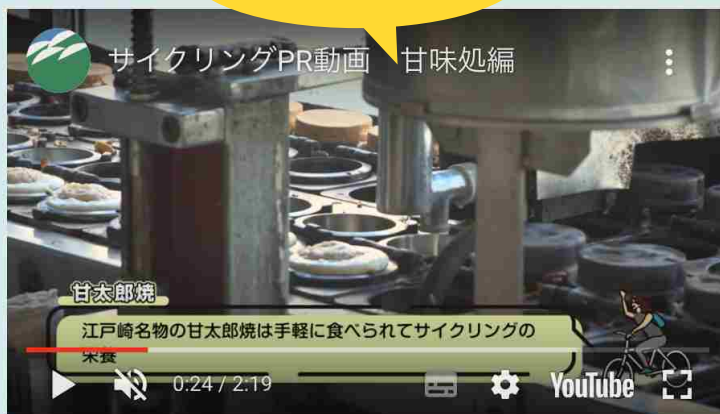 サイクリングPR動画 甘味処編
甘太郎焼
江戸崎名物の甘太郎焼は手軽に食べられてサイクリングの
栄養
0:24 / 2:19
YouTube